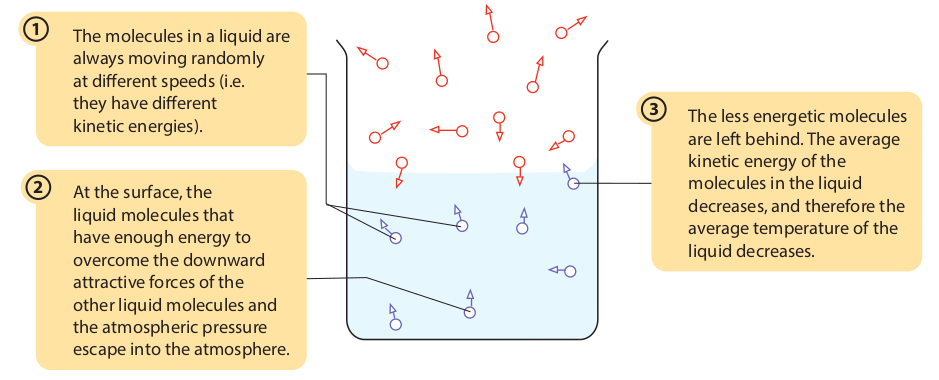 1
The molecules in a liquid are
always moving randomly
at different speeds (i.e.
they have different
kinetic energies).
2
At the surface, the
liquid molecules that
have enough energy to
overcome the downward
attractive forces of the
other liquid molecules and
the atmospheric pressure
escape into the atmosphere.
3
The less energetic molecules
are left behind. The average
kinetic energy of the
molecules in the liquid
decreases, and therefore the
average temperature of the
liquid decreases.